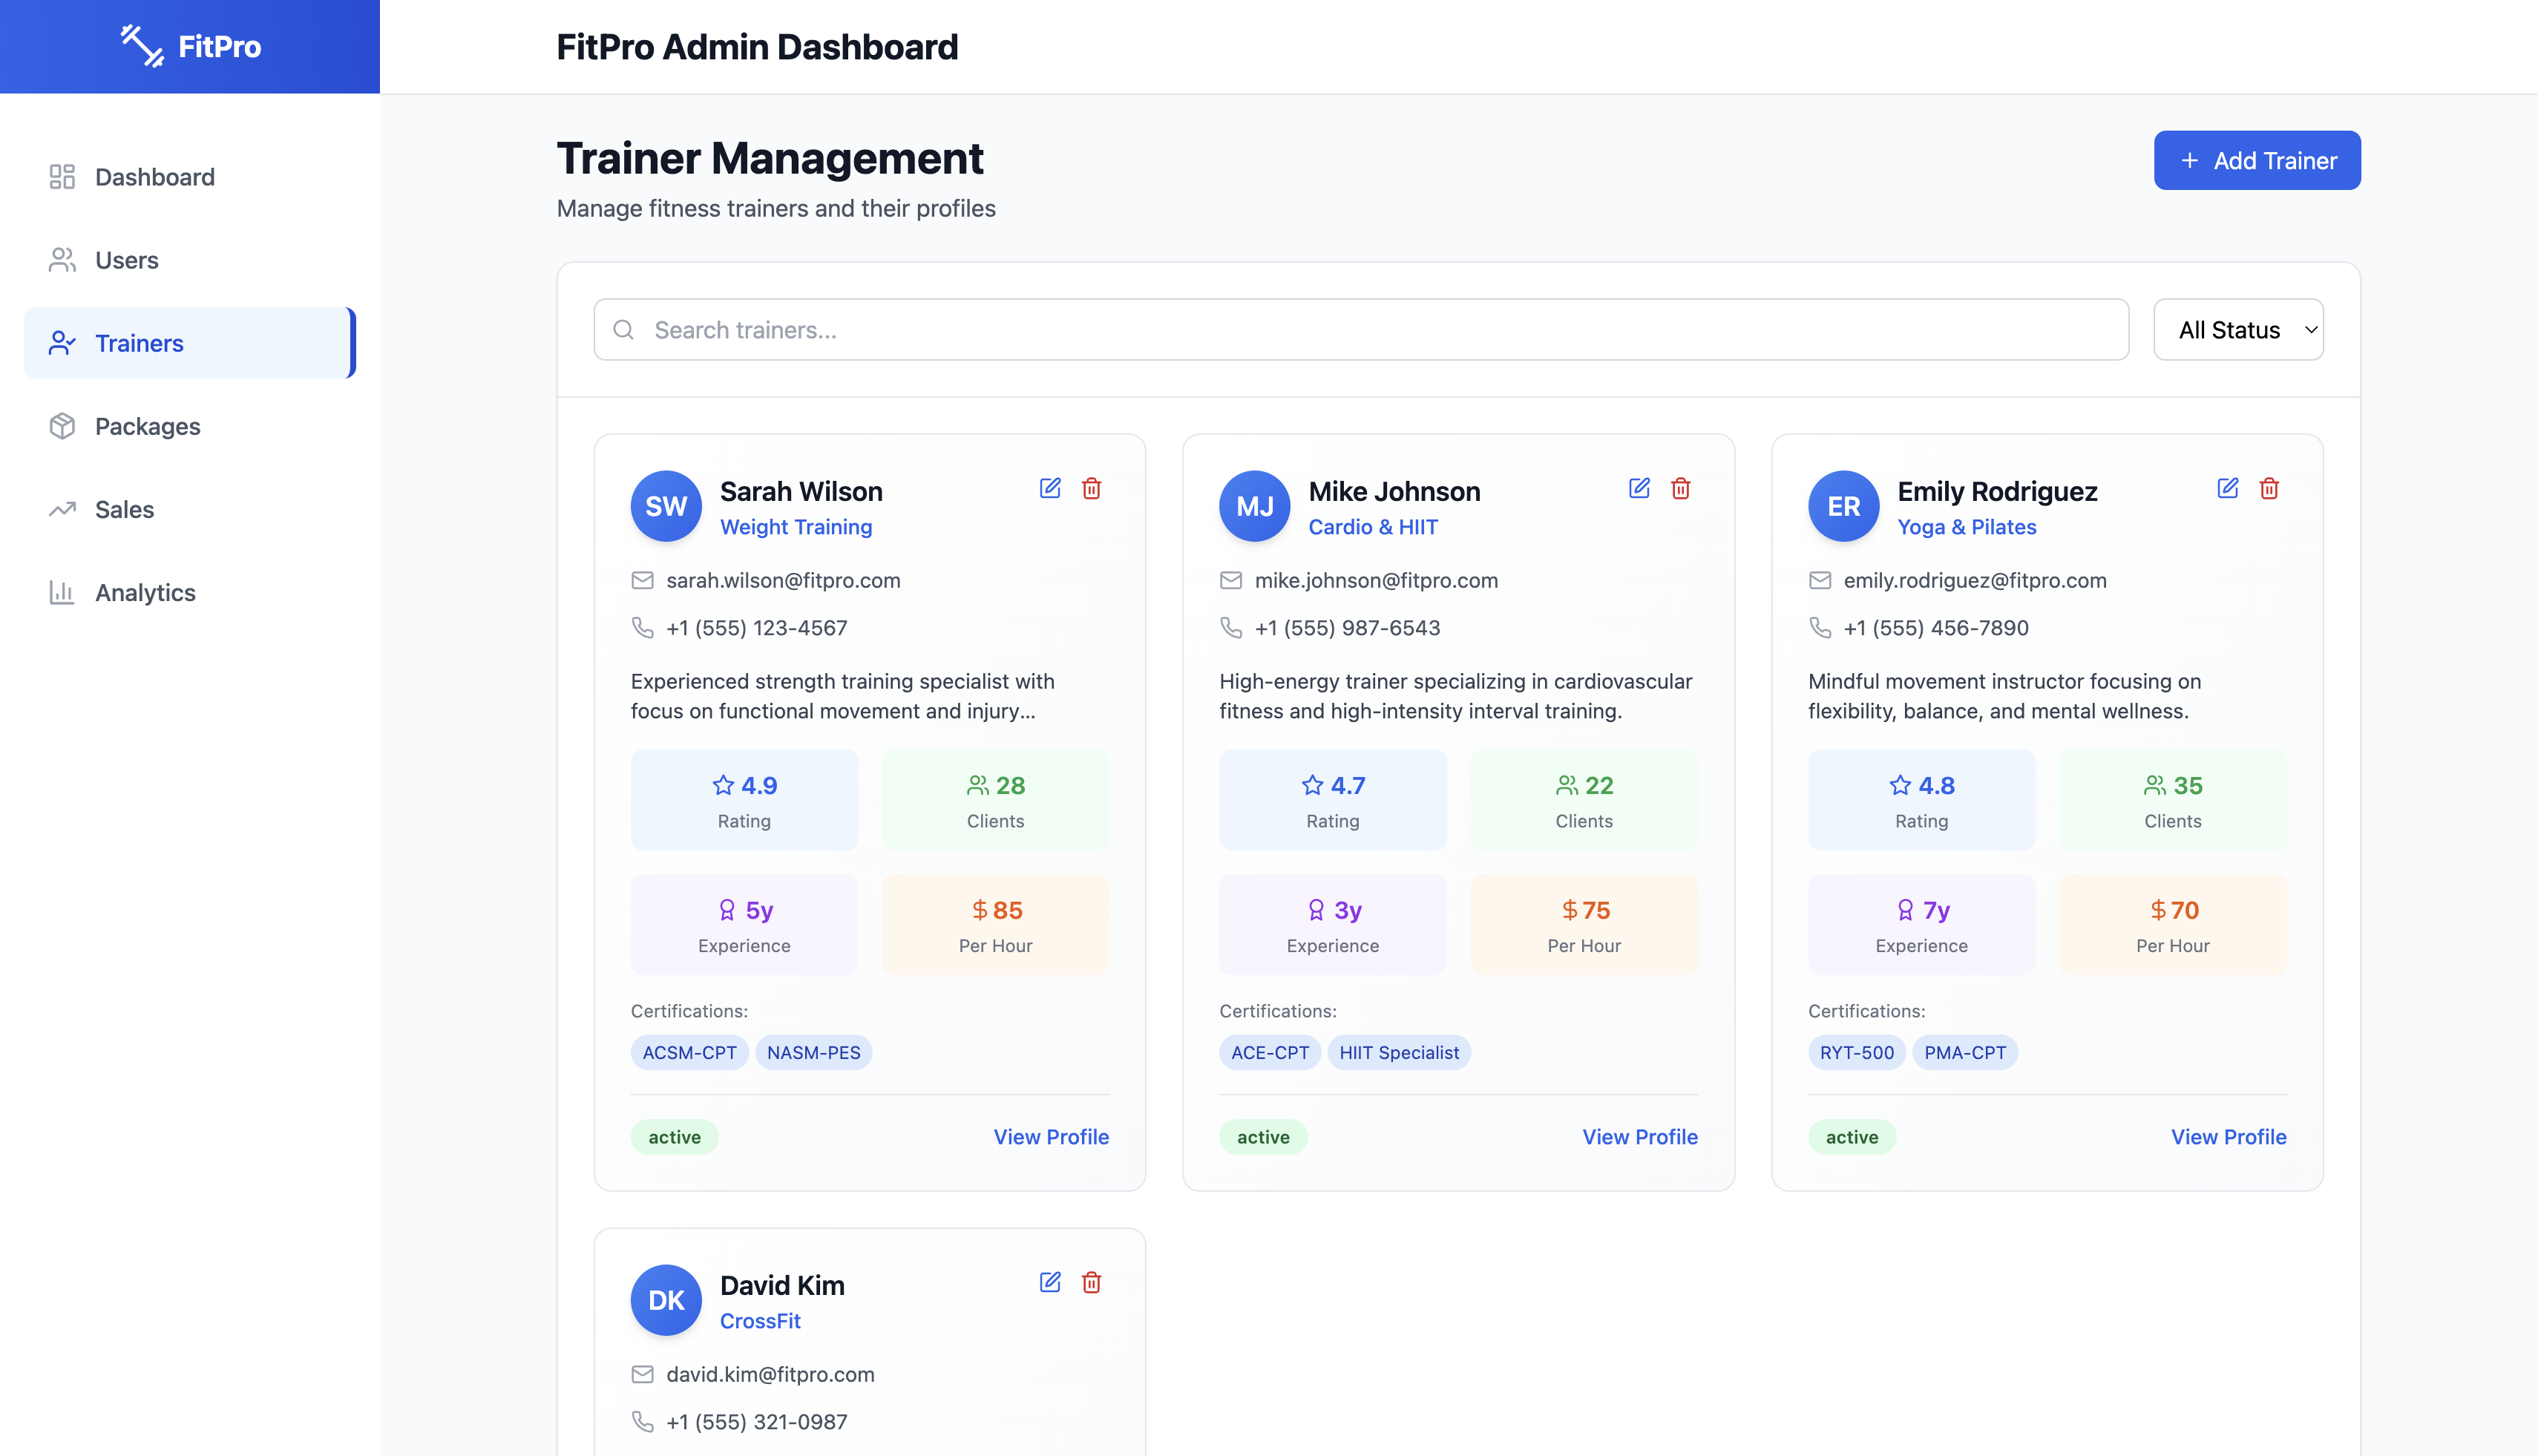 FitPro
FitPro Admin Dashboard
Dashboard
Users
Trainers
Packages
Sales
Analytics
Trainer Management
Manage fitness trainers and their profiles
Add Trainer
Search trainers...
All Status
SW
Sarah Wilson
Weight Training
sarah.wilson@fitpro.com
+1 (555) 123-4567
Experienced strength training specialist with
focus on functional movement and injury...
4.9
Rating
28
Clients
5y
Experience
$85
Per Hour
Certifications:
ACSM-CPT NASM-PES
active
View Profile
MJ
Mike Johnson
Cardio & HIIT
mike.johnson@fitpro.com
+1 (555) 987-6543
High-energy trainer specializing in cardiovascular
fitness and high-intensity interval training.
4.7
Rating
22
Clients
3y
Experience
$75
Per Hour
Certifications:
ACE-CPT HIIT Specialist
active
View Profile
ER
Emily Rodriguez
Yoga & Pilates
emily.rodriguez@fitpro.com
+1 (555) 456-7890
Mindful movement instructor focusing on
flexibility, balance, and mental wellness.
4.8
Rating
35
Clients
7y
Experience
$70
Per Hour
Certifications:
RYT-500 PMA-CPT
active
View Profile
DK
David Kim
CrossFit
david.kim@fitpro.com
+1 (555) 321-0987